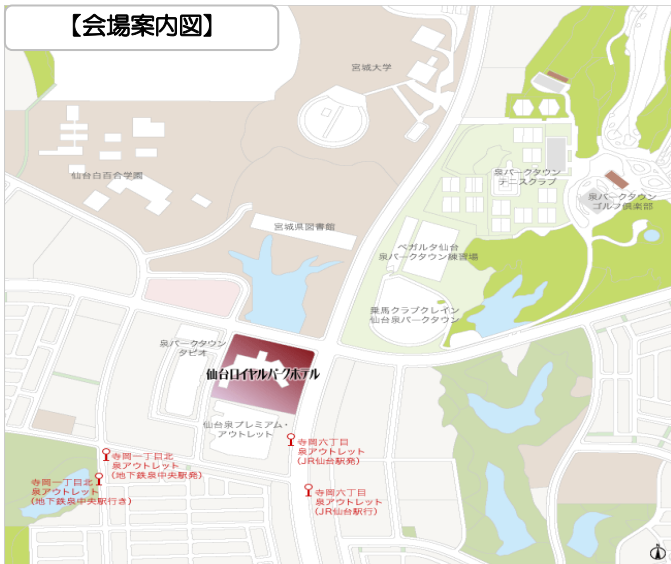 【会場案内図】
宮城大学
仙台白百合学園
泉パークタウン
テニスクラブ
泉パークタウン
ゴルフ倶楽部
宮城県図書館
ベガルタ仙台
泉パークタウン練習場
乗馬クラブクレイン
仙台泉パークタウン
泉パークタウン
タピオ
仙台ロイヤルパークホテル
仙台泉プレミアム・
アウトレット
寺岡六丁目
泉アウトレット
(JR仙台駅発)
寺岡一丁目北
泉アウトレット
(地下鉄泉中央駅発)
寺岡一丁目北
泉アウトレット
(地下鉄泉中央駅行き)
寺岡六丁目
泉アウトレット
(JR仙台駅行)